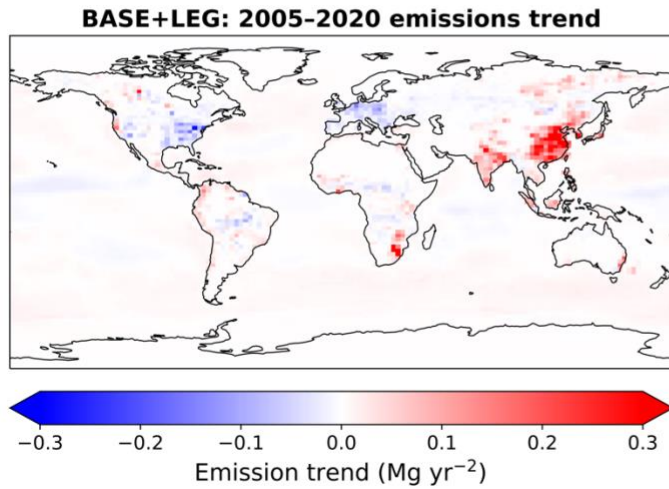 BASE+LEG: 2005–2020 emissions trend
−0.3 −0.2 −0.1 0.0 0.1 0.2 0.3
Emission trend (Mg yr⁻²)